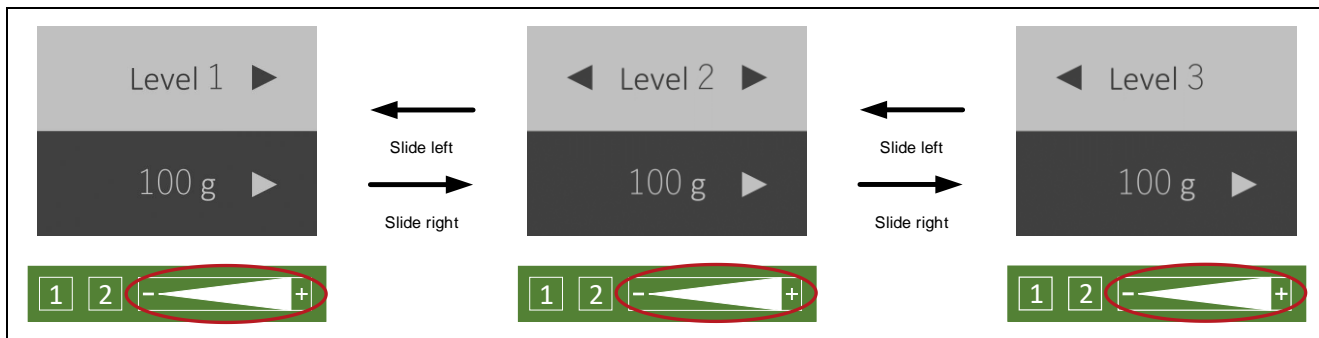 Level 1 ▶
◀ Level 2 ▶
◀ Level 3
Slide left
Slide left
100 g ▶
100 g ▶
100 g ▶
Slide right
Slide right
1 2 - +
1 2 - +
1 2 - +